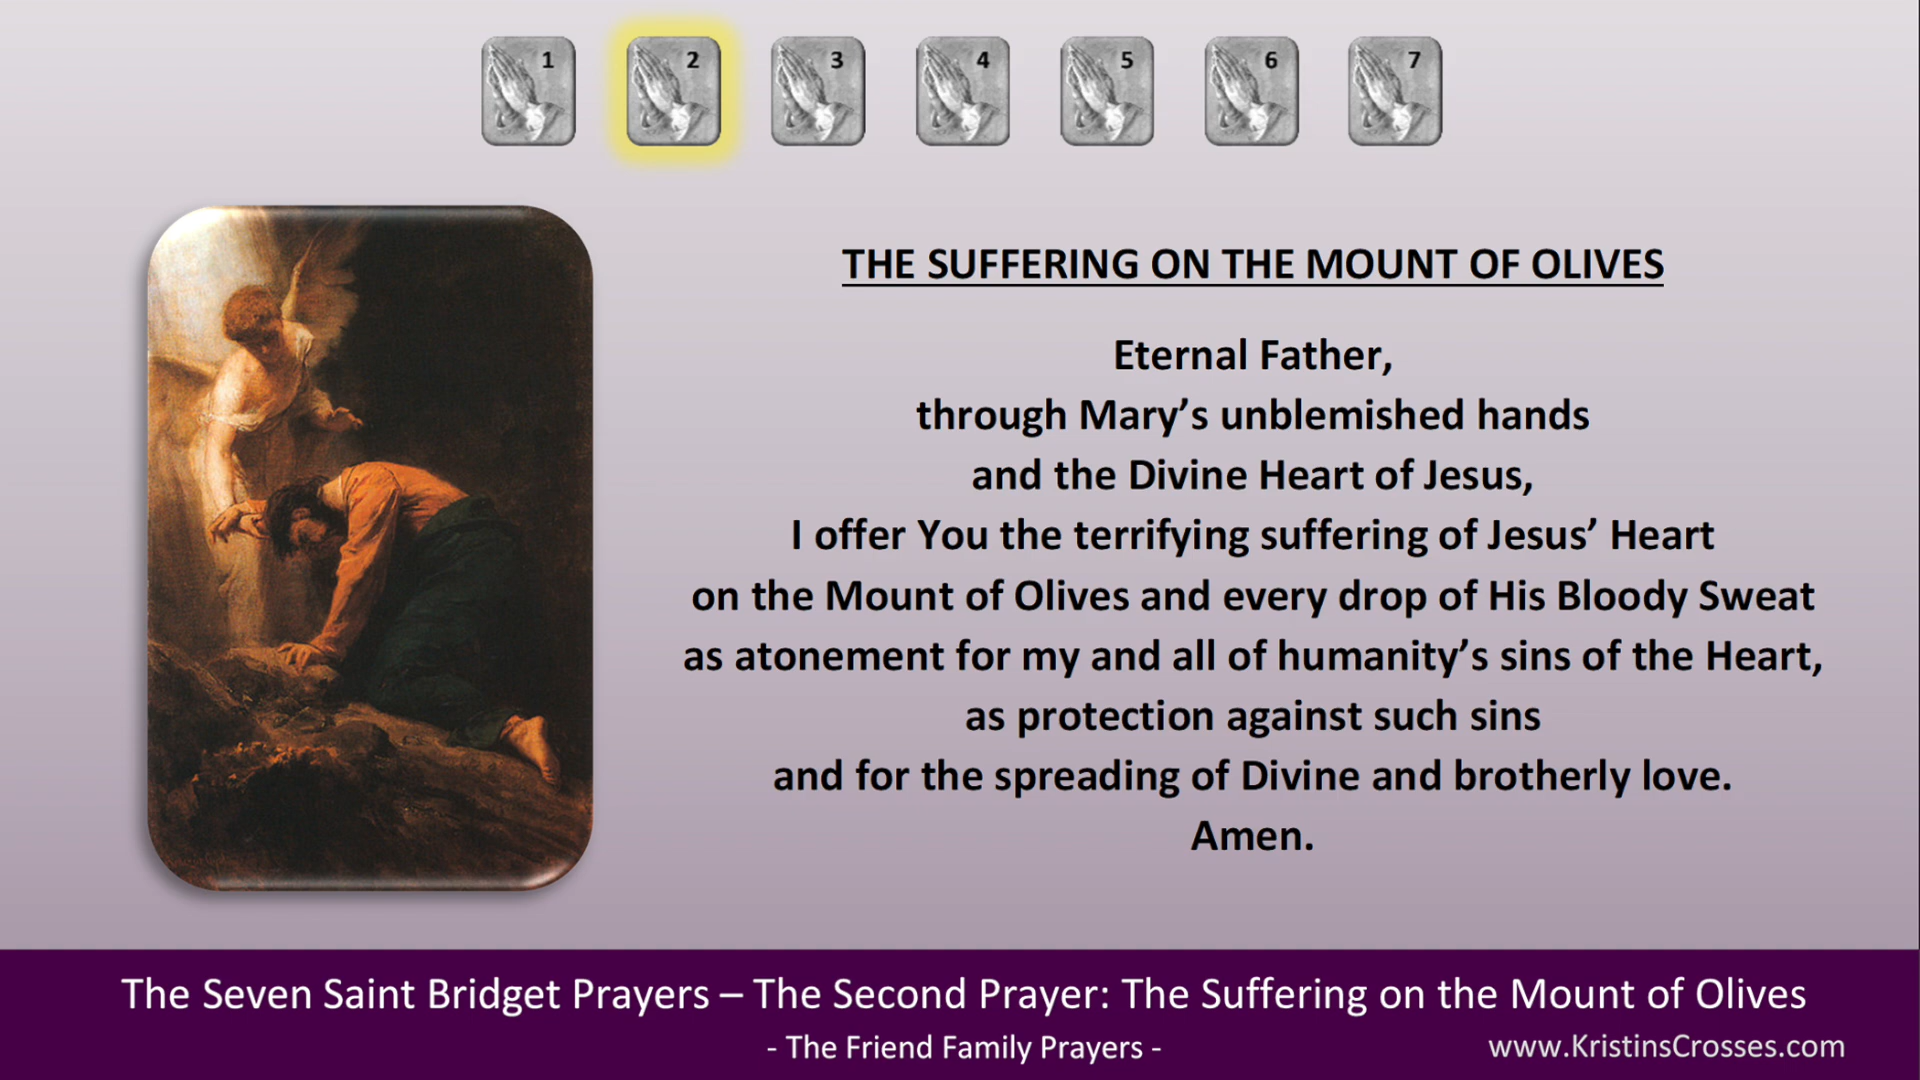 1 2 3 4 5 6 7
THE SUFFERING ON THE MOUNT OF OLIVES
Eternal Father,
through Mary’s unblemished hands
and the Divine Heart of Jesus,
I offer You the terrifying suffering of Jesus’ Heart
on the Mount of Olives and every drop of His Bloody Sweat
as atonement for my and all of humanity’s sins of the Heart,
as protection against such sins
and for the spreading of Divine and brotherly love.
Amen.
The Seven Saint Bridget Prayers – The Second Prayer: The Suffering on the Mount of Olives
- The Friend Family Prayers -
www.KristinsCrosses.com